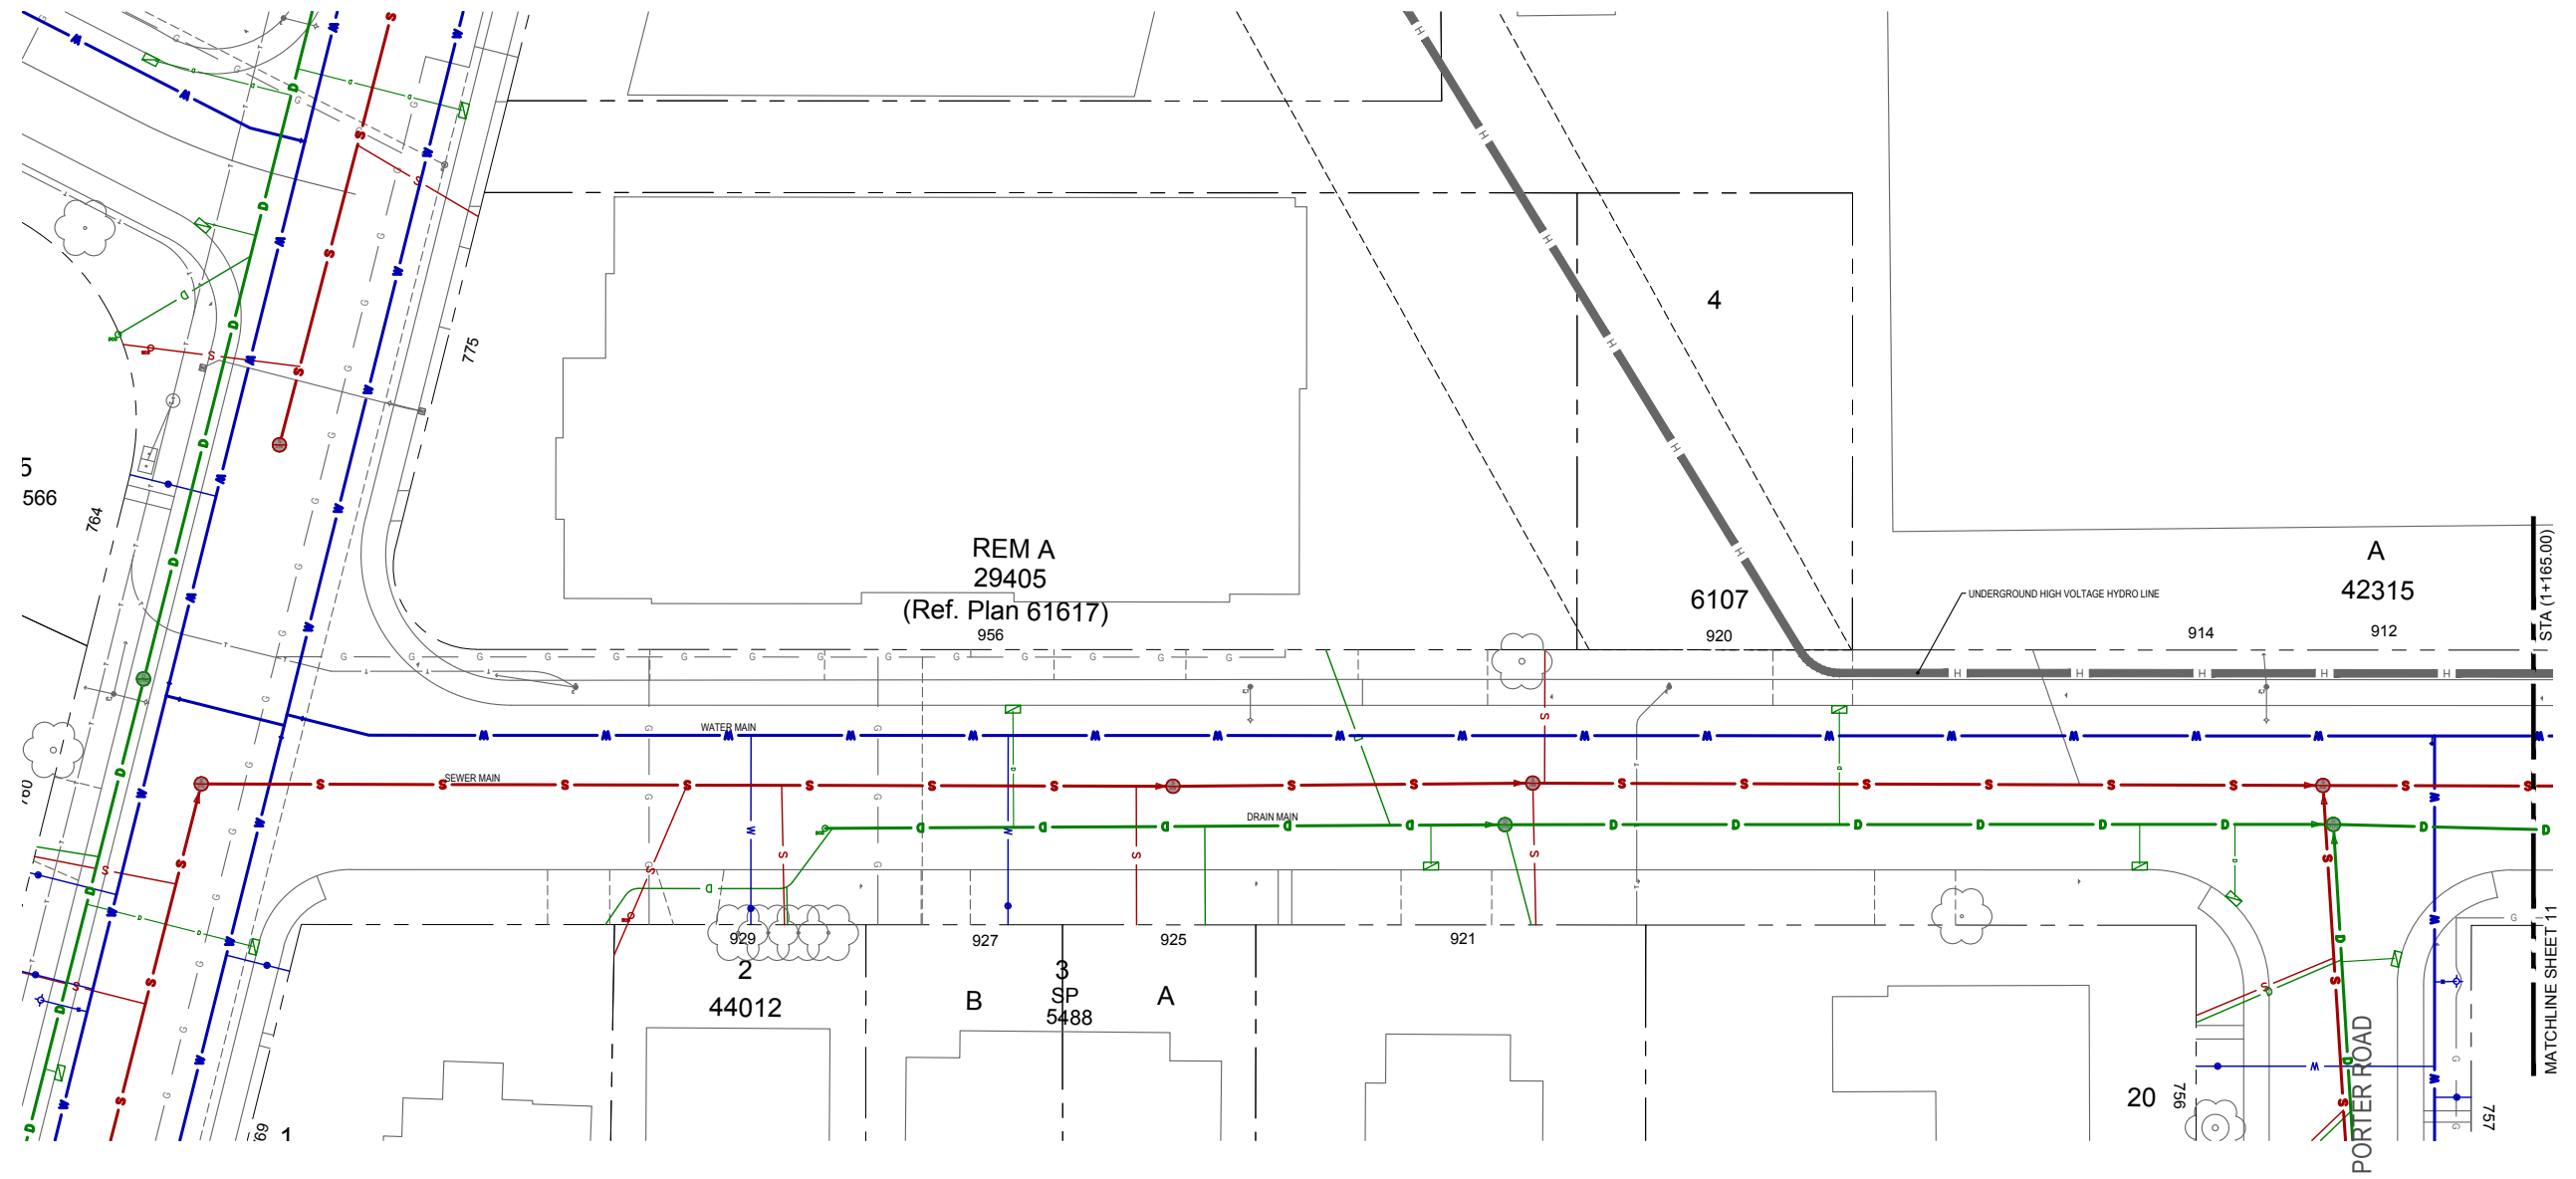 4
775
5
566
764
REM A
29405
(Ref. Plan 61617)
956
6107
920
UNDERGROUND HIGH VOLTAGE HYDRO LINE
A
42315
914
912
STA (1+165.00)
WATER MAIN
SEWER MAIN
DRAIN MAIN
760
929
2
44012
927
B
3
SP
5488
925
A
921
MATCHLINE SHEET 11
PORTER ROAD
20
756
757
69
1